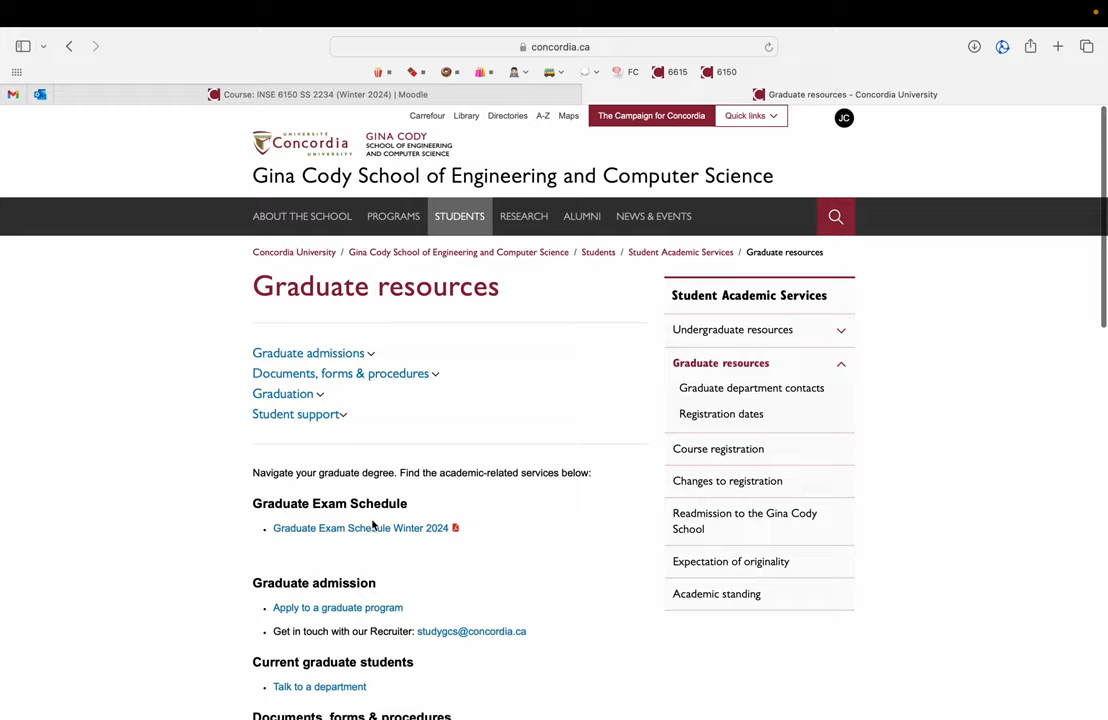 concordia.ca
FC
6615
6150
Course: INSE 6150 SS 2234 (Winter 2024) | Moodle
Graduate resources - Concordia University
Carrefour
Library
Directories
A-Z
Maps
The Campaign for Concordia
Quick links
JC
UNIVERSITÉ
Concordia
UNIVERSITY
GINA CODY
SCHOOL OF ENGINEERING
AND COMPUTER SCIENCE
Gina Cody School of Engineering and Computer Science
ABOUT THE SCHOOL
PROGRAMS
STUDENTS
RESEARCH
ALUMNI
NEWS & EVENTS
Concordia University / Gina Cody School of Engineering and Computer Science / Students / Student Academic Services / Graduate resources
Graduate resources
Graduate admissions
Documents, forms & procedures
Graduation
Student support
Navigate your graduate degree. Find the academic-related services below:
Graduate Exam Schedule
Graduate Exam Schedule Winter 2024
Graduate admission
Apply to a graduate program
Get in touch with our Recruiter: studygcs@concordia.ca
Current graduate students
Talk to a department
Documents, forms & procedures
Student Academic Services
Undergraduate resources
Graduate resources
Graduate department contacts
Registration dates
Course registration
Changes to registration
Readmission to the Gina Cody
School
Expectation of originality
Academic standing